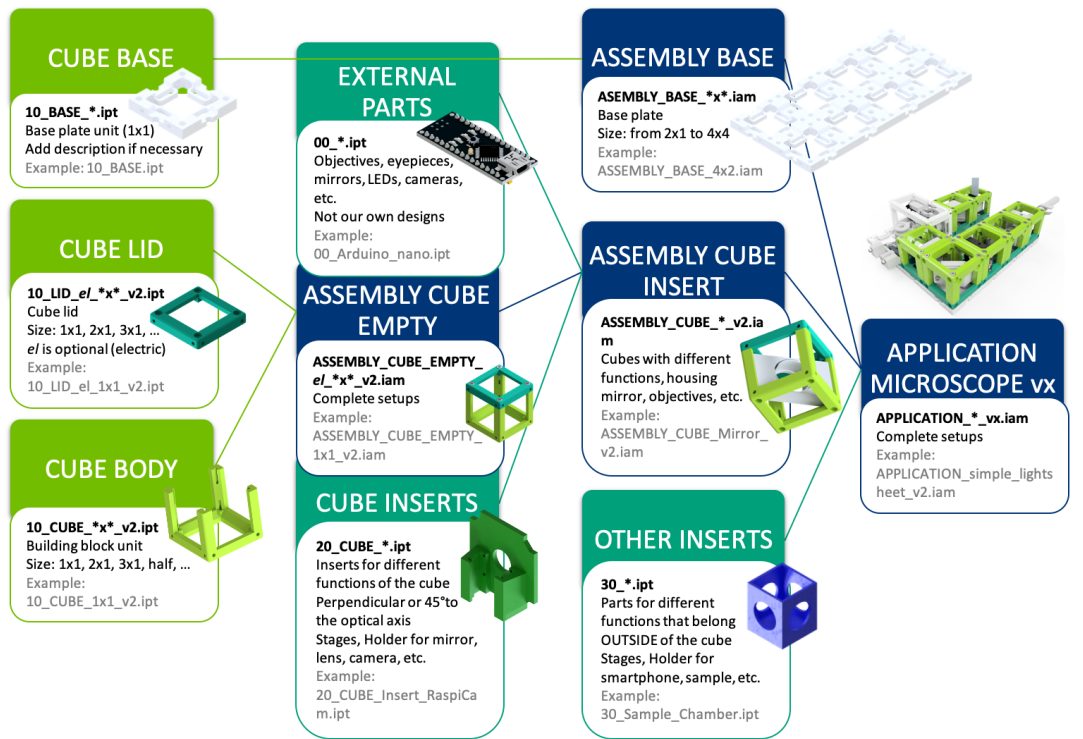 CUBE BASE
10_BASE_*.ipt
Base plate unit (1x1)
Add description if necessary
Example: 10_BASE.ipt
CUBE LID
10_LID_el_*x*_v2.ipt
Cube lid
Size: 1x1, 2x1, 3x1, ...
el is optional (electric)
Example:
10_LID_el_1x1_v2.ipt
CUBE BODY
10_CUBE_*x*_v2.ipt
Building block unit
Size: 1x1, 2x1, 3x1, half, ...
Example:
10_CUBE_1x1_v2.ipt
EXTERNAL
PARTS
00_*.ipt
Objectives, eyepieces,
mirrors, LEDs, cameras,
etc.
Not our own designs
Example:
00_Arduino_nano.ipt
ASSEMBLY CUBE
EMPTY
ASSEMBLY_CUBE_EMPTY_
el_*x*_v2.iam
Complete setups
Example:
ASSEMBLY_CUBE_EMPTY_
1x1_v2.iam
CUBE INSERTS
20_CUBE_*.ipt
Inserts for different
functions of the cube
Perpendicular or 45°to
the optical axis
Stages, Holder for mirror,
lens, camera, etc.
Example:
20_CUBE_Insert_RaspiCa
m.ipt
ASSEMBLY BASE
ASEMBLY_BASE_*x*.iam
Base plate
Size: from 2x1 to 4x4
Example:
ASSEMBLY_BASE_4x2.iam
ASSEMBLY CUBE
INSERT
ASSEMBLY_CUBE_*_v2.ia
m
Cubes with different
functions, housing
mirror, objectives, etc.
Example:
ASSEMBLY_CUBE_Mirror_
v2.iam
OTHER INSERTS
30_*.ipt
Parts for different
functions that belong
OUTSIDE of the cube
Stages, Holder for
smartphone, sample, etc.
Example:
30_Sample_Chamber.ipt
APPLICATION
MICROSCOPE vx
APPLICATION_*_vx.iam
Complete setups
Example:
APPLICATION_simple_lights
heet_v2.iam